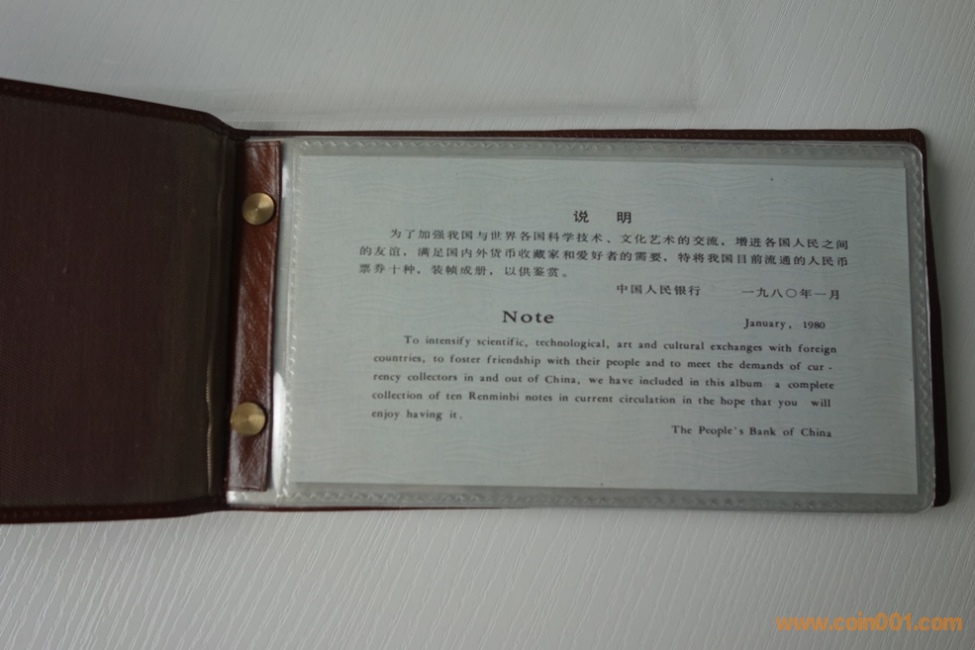 说 明
为了加强我国与世界各国科学技术、文化艺术的交流，增进各国人民之间
的友谊，满足国内外货币收藏家和爱好者的需要，特将我国目前流通的人民币
票券十种，装帧成册，以供鉴赏。
中国人民银行 一九八〇年一月
Note
January, 1980
To intensify scientific, technological, art and cultural exchanges with foreign
countries, to foster friendship with their people and to meet the demands of cur-
rency collectors in and out of China, we have included in this album a complete
collection of ten Renminbi notes in current circulation in the hope that you will
enjoy having it.
The People's Bank of China
www.coin001.com